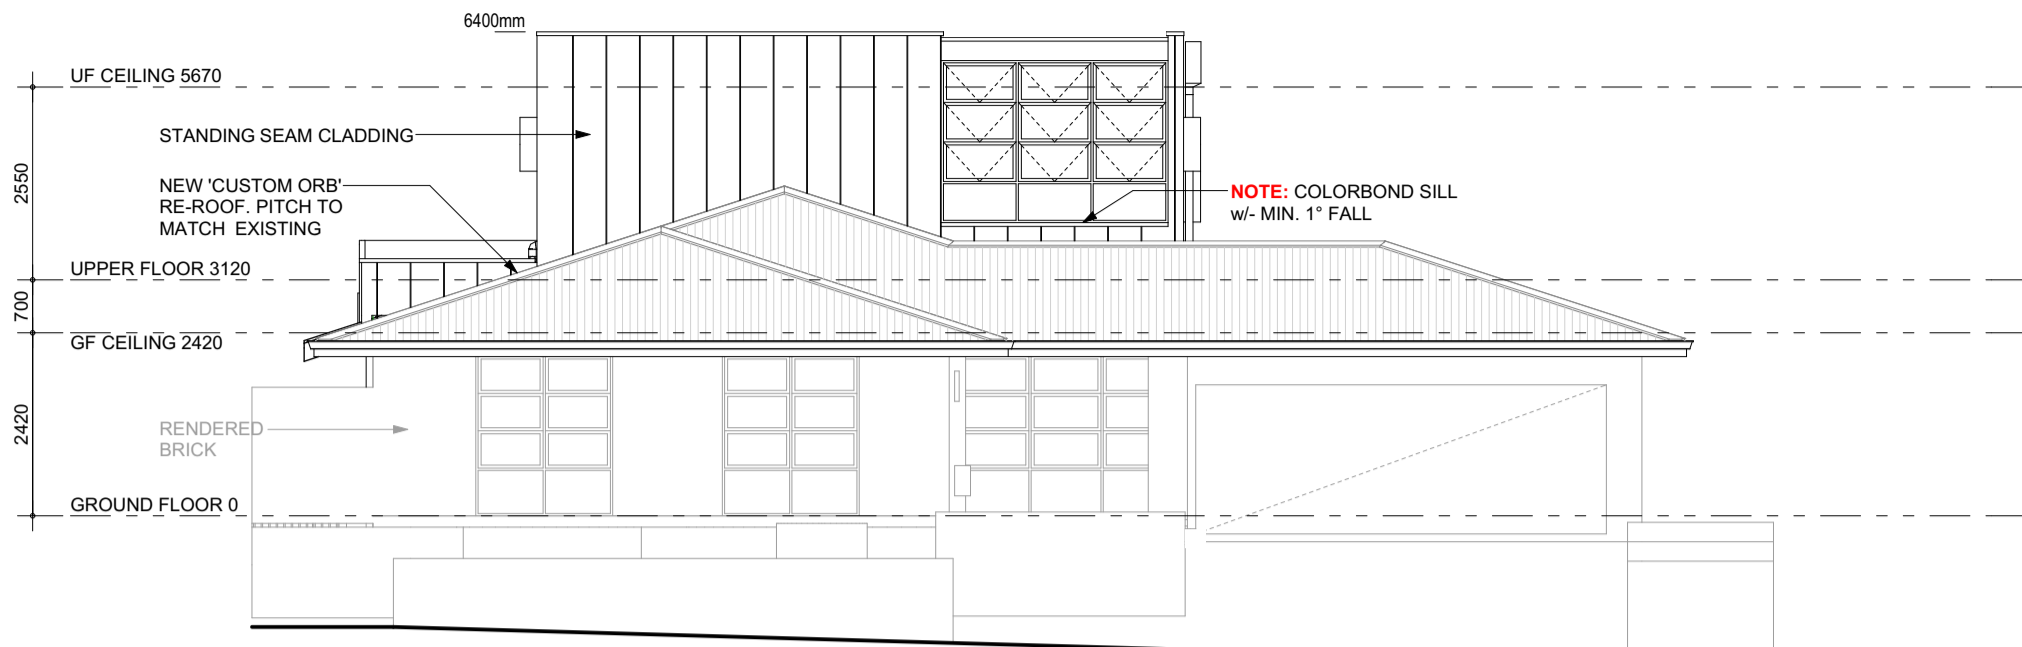 6400mm
UF CEILING 5670
STANDING SEAM CLADDING
2550
NEW 'CUSTOM ORB'
RE-ROOF. PITCH TO
MATCH EXISTING
NOTE: COLORBOND SILL
w/- MIN. 1° FALL
UPPER FLOOR 3120
700
GF CEILING 2420
2420
RENDERED
BRICK
GROUND FLOOR 0